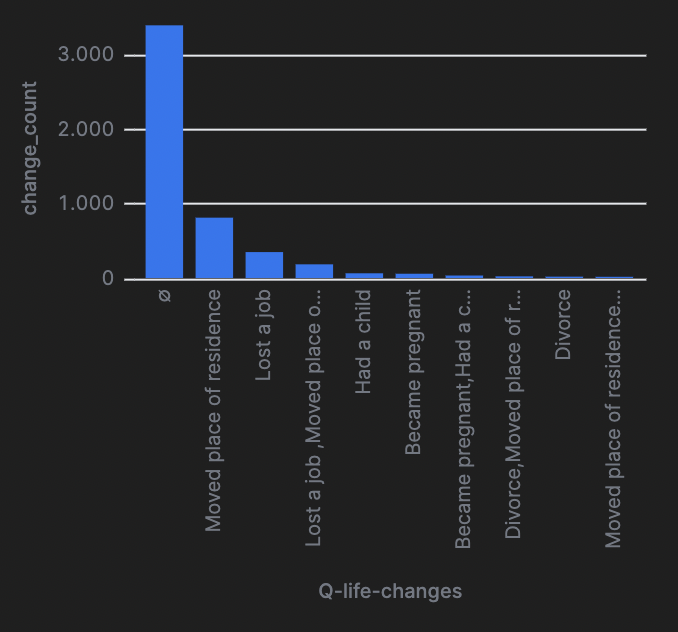 change_count
3.000
2.000
1.000
0
ø
Moved place of residence
Lost a job
Lost a job ,Moved place o...
Had a child
Became pregnant
Became pregnant,Had a c...
Divorce,Moved place of r...
Divorce
Moved place of residence...
Q-life-changes